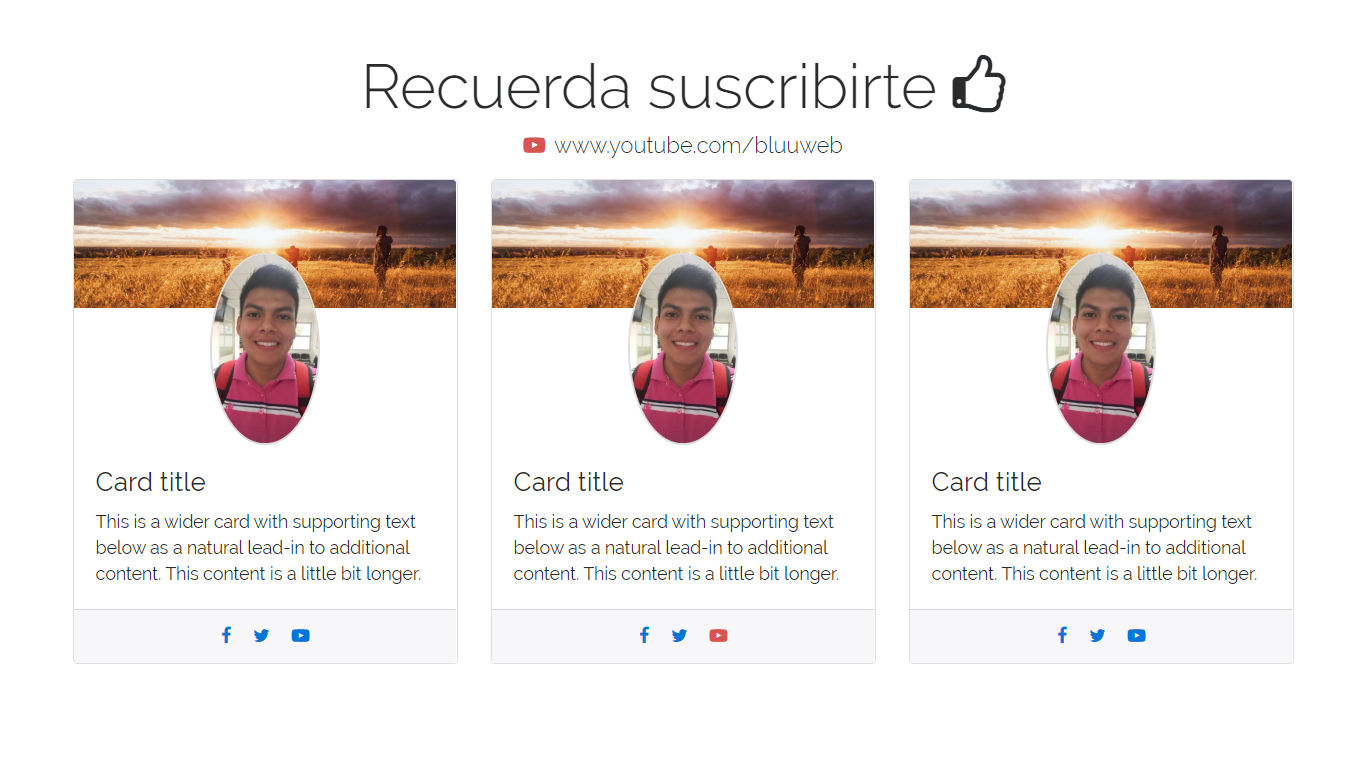 Recuerda suscribirte
www.youtube.com/bluuweb
Card title
This is a wider card with supporting text
below as a natural lead-in to additional
content. This content is a little bit longer.
Card title
This is a wider card with supporting text
below as a natural lead-in to additional
content. This content is a little bit longer.
Card title
This is a wider card with supporting text
below as a natural lead-in to additional
content. This content is a little bit longer.